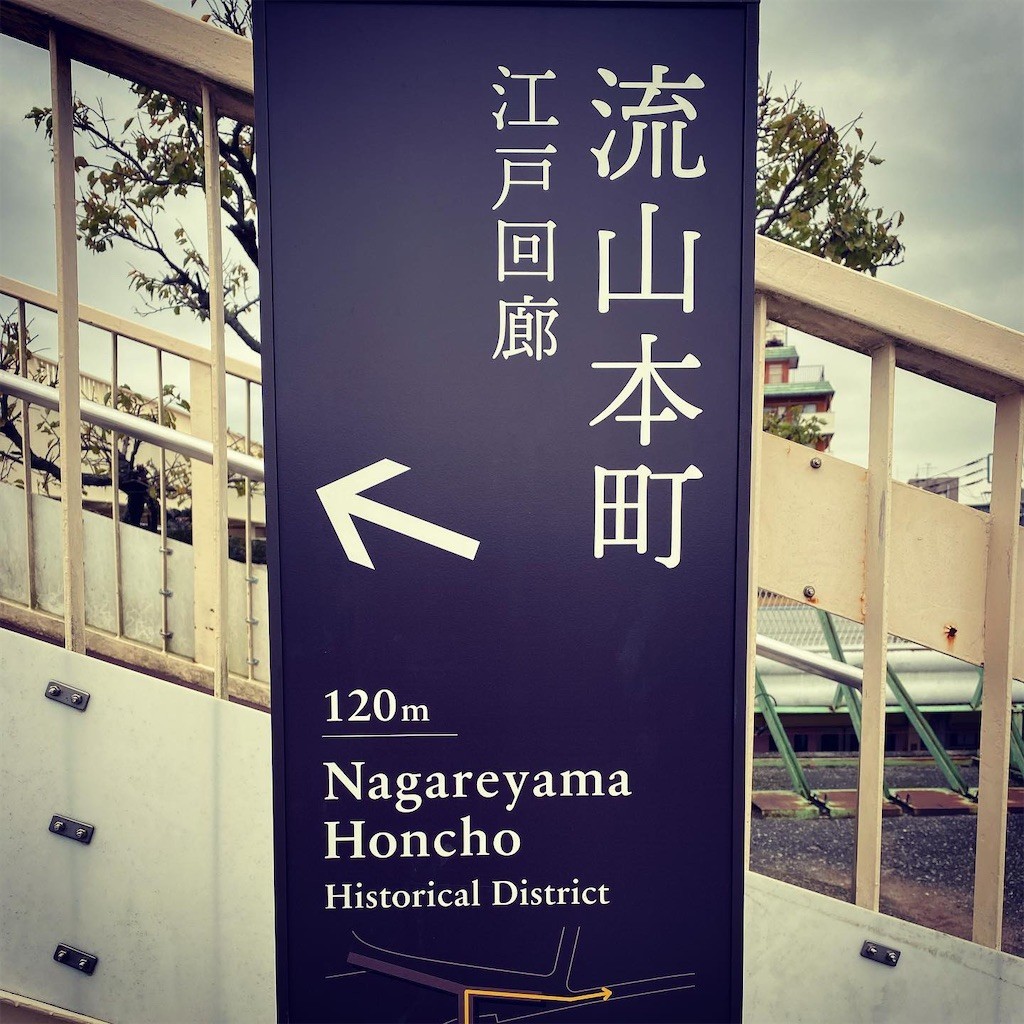 流山本町
江戸回廊
120m
Nagareyama
Honcho
Historical District